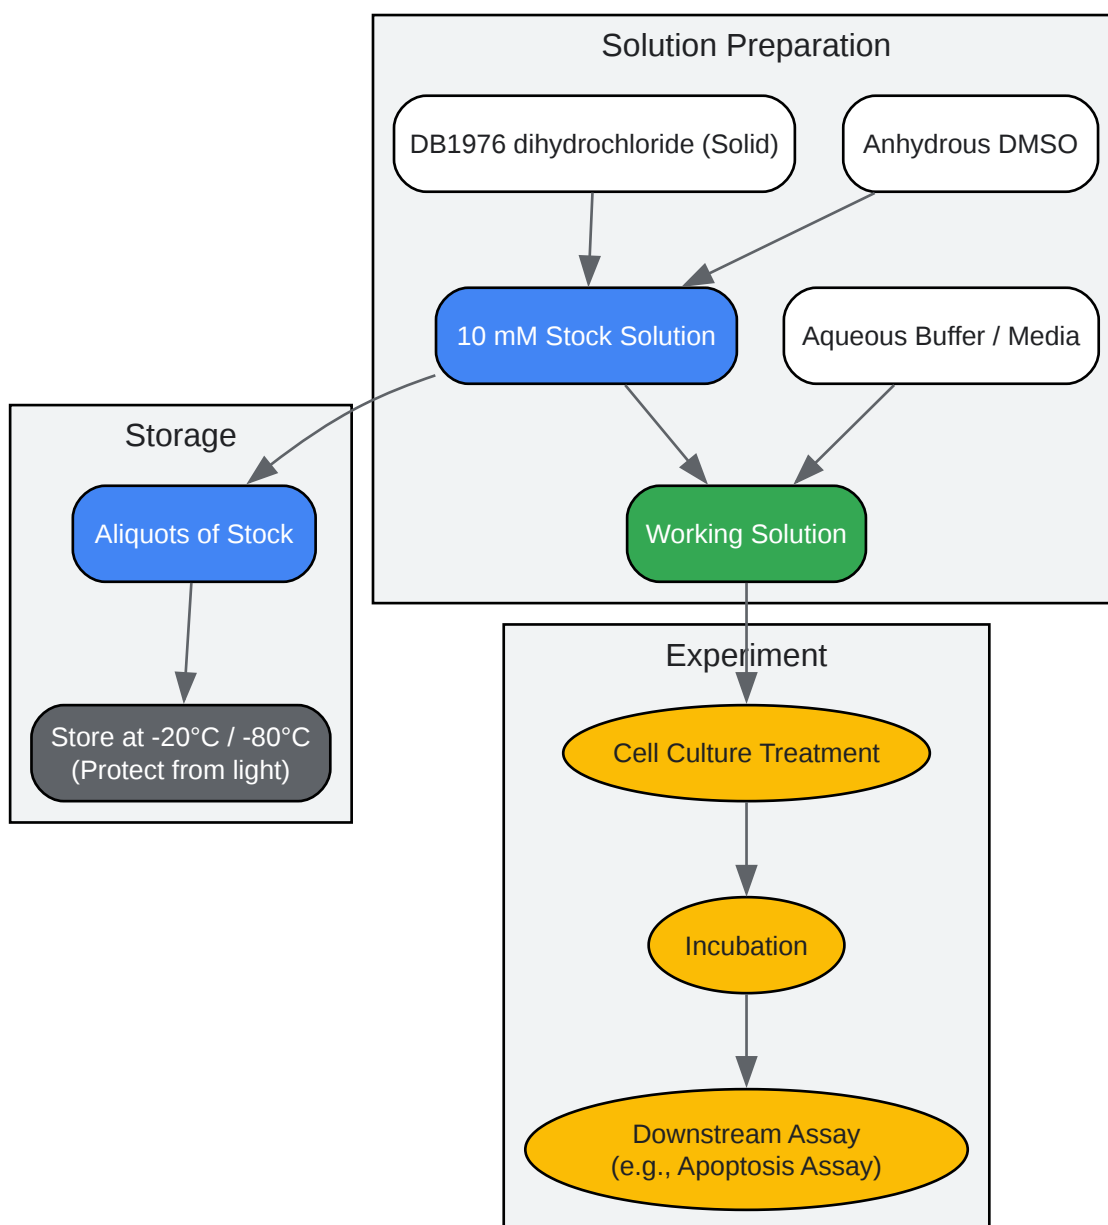 Solution Preparation
DB1976 dihydrochloride (Solid)
Anhydrous DMSO
10 mM Stock Solution
Aqueous Buffer / Media
Storage
Aliquots of Stock
Working Solution
Store at -20°C / -80°C
(Protect from light)
Experiment
Cell Culture Treatment
Incubation
Downstream Assay
(e.g., Apoptosis Assay)